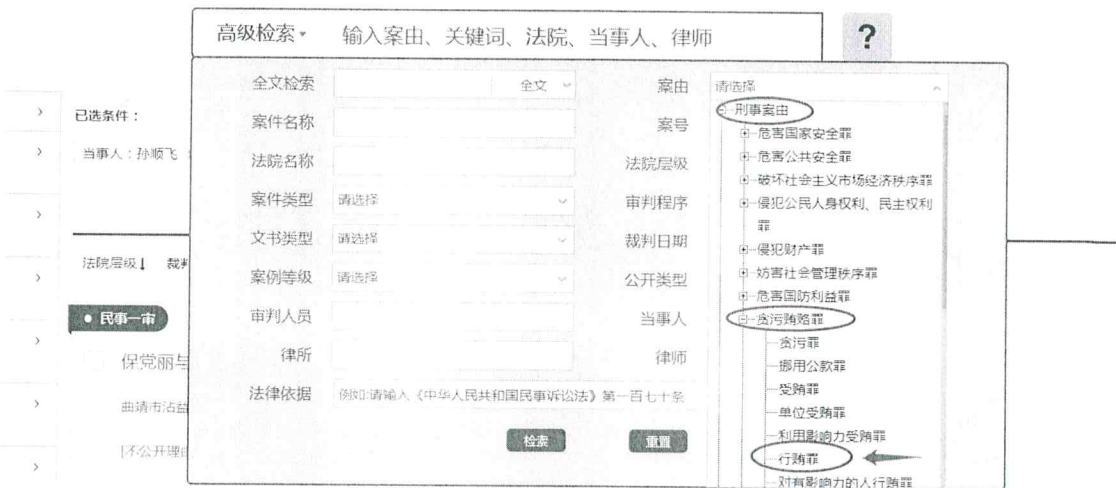 高级检索 输入案由、关键词、法院、当事人、律师 ?
已选条件：
当事人：孙顺飞
法院层级 裁判
民事一审
保党丽与
曲靖市沾益
[不公开理由
全文检索 全文
案件名称
法院名称
案件类型 请选择
文书类型 请选择
案例等级 请选择
审判人员
律所
法律依据 例如:请输入《中华人民共和国民事诉讼法》第一百七十条
检索 重置
案由 请选择
案号
法院层级
审判程序
裁判日期
公开类型
当事人
律师
刑事案由
危害国家安全罪
危害公共安全罪
破坏社会主义市场经济秩序罪
侵犯公民人身权利、民主权利
罪
侵犯财产罪
妨害社会管理秩序罪
危害国防利益罪
贪污贿赂罪
贪污罪
挪用公款罪
受贿罪
单位受贿罪
利用影响力受贿罪
行贿罪
对有影响力的人行贿罪